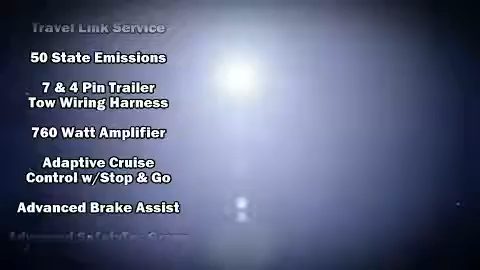 Travel Link Service
50 State Emissions
7 & 4 Pin Trailer
Tow Wiring Harness
760 Watt Amplifier
Adaptive Cruise
Control w/Stop & Go
Advanced Brake Assist